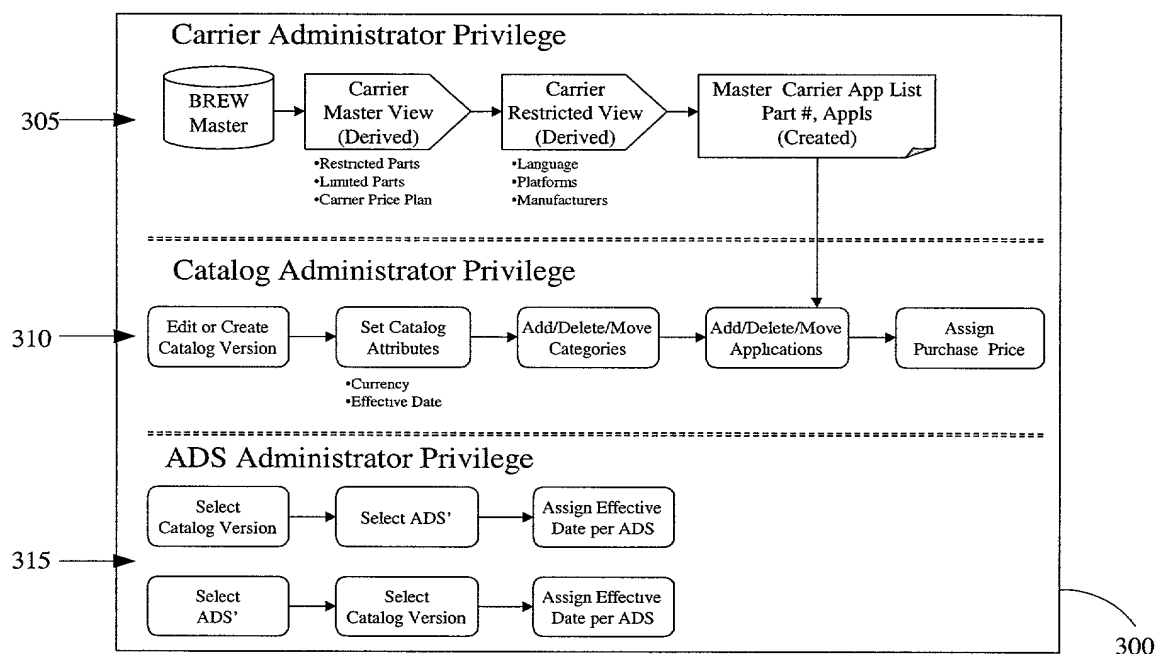 Carrier Administrator Privilege
BREW
Master
Carrier
Master View
(Derived)
Carrier
Restricted View
(Derived)
Master Carrier App List
Part #, Appls
(Created)
305
•Restricted Parts
•Limited Parts
•Carrier Price Plan
•Language
•Platforms
•Manufacturers
Catalog Administrator Privilege
310
Edit or Create
Catalog Version
Set Catalog
Attributes
Add/Delete/Move
Categories
Add/Delete/Move
Applications
Assign
Purchase Price
•Currency
•Effective Date
ADS Administrator Privilege
Select
Catalog Version
Select ADS'
Assign Effective
Date per ADS
315
Select
ADS'
Select
Catalog Version
Assign Effective
Date per ADS
300